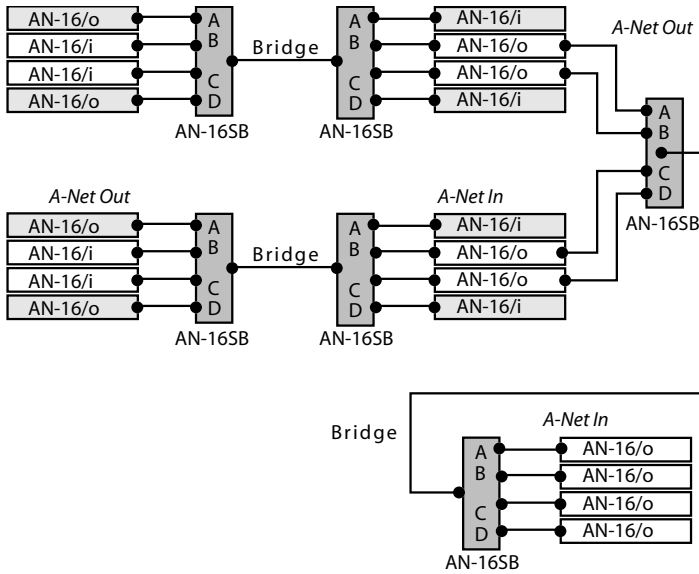 AN-16/o
AN-16/i
AN-16/i
AN-16/o
A
B
C
D
AN-16SB
Bridge
A
B
C
D
AN-16SB
AN-16/i
AN-16/o
AN-16/o
AN-16/i
A-Net Out
A
B
C
D
AN-16SB
A-Net Out
AN-16/o
AN-16/i
AN-16/i
AN-16/o
A
B
C
D
AN-16SB
Bridge
A
B
C
D
AN-16SB
A-Net In
AN-16/i
AN-16/o
AN-16/o
AN-16/i
Bridge
A
B
C
D
AN-16SB
A-Net In
AN-16/o
AN-16/o
AN-16/o
AN-16/o